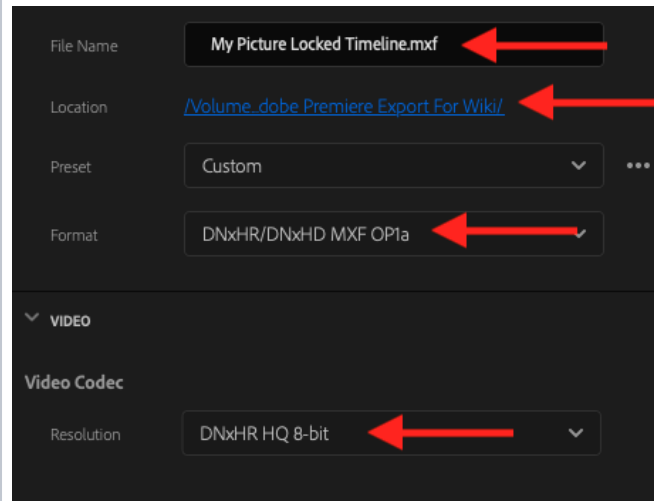 File Name My Picture Locked Timeline.mxf
Location /Volume...dobe Premiere Export For Wiki/
Preset Custom
Format DNxHR/DNxHD MXF OP1a
VIDEO
Video Codec
Resolution DNxHR HQ 8-bit